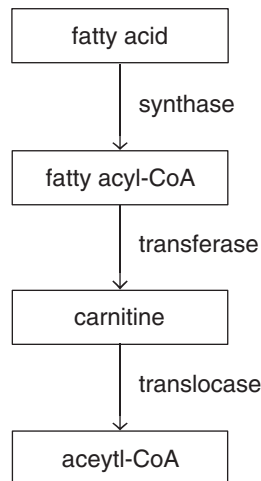 fatty acid
synthase
fatty acyl-CoA
transferase
carnitine
translocase
aceytl-CoA